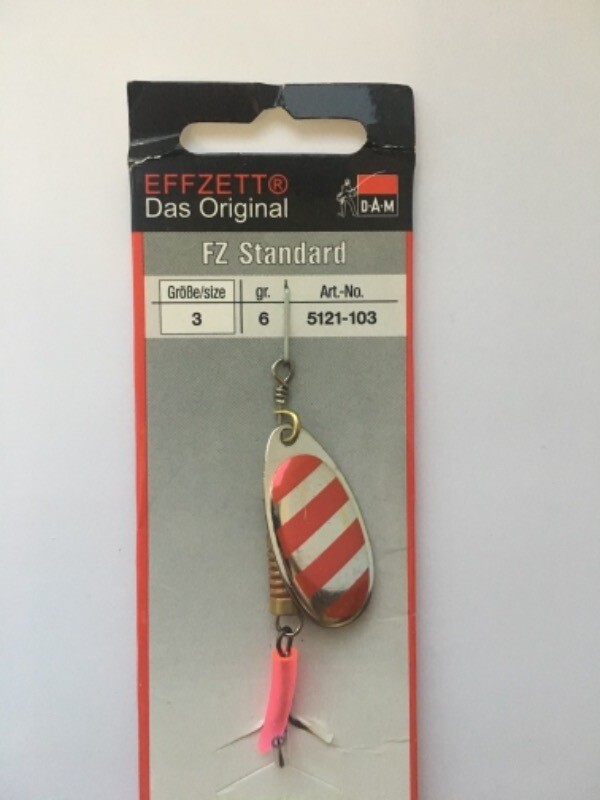 EFFZETT®
Das Original
D·A·M
FZ Standard
Größe/size gr. Art.-No.
3 6 5121-103